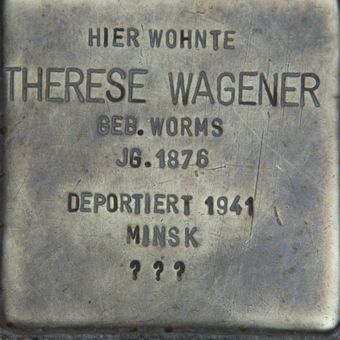 HIER WOHNTE
THERESE WAGENER
GEB. WORMS
JG. 1876
DEPORTIERT 1941
MINSK
? ? ?